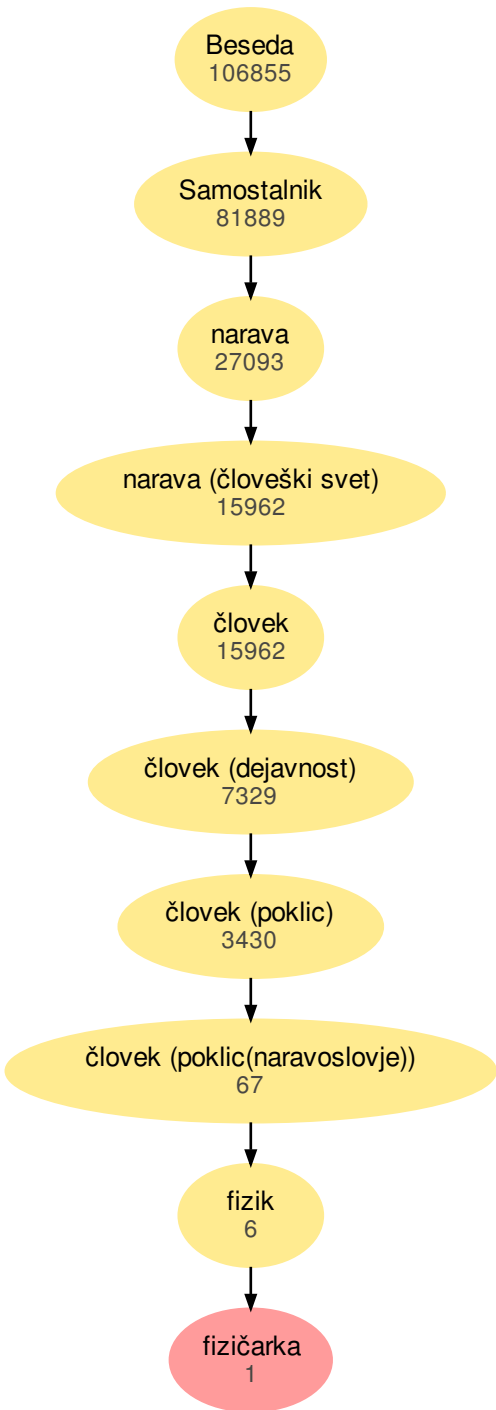 Beseda
106855
Samostalnik
81889
narava
27093
narava (človeški svet)
15962
človek
15962
človek (dejavnost)
7329
človek (poklic)
3430
človek (poklic(naravoslovje))
67
fizik
6
fizičarka
1